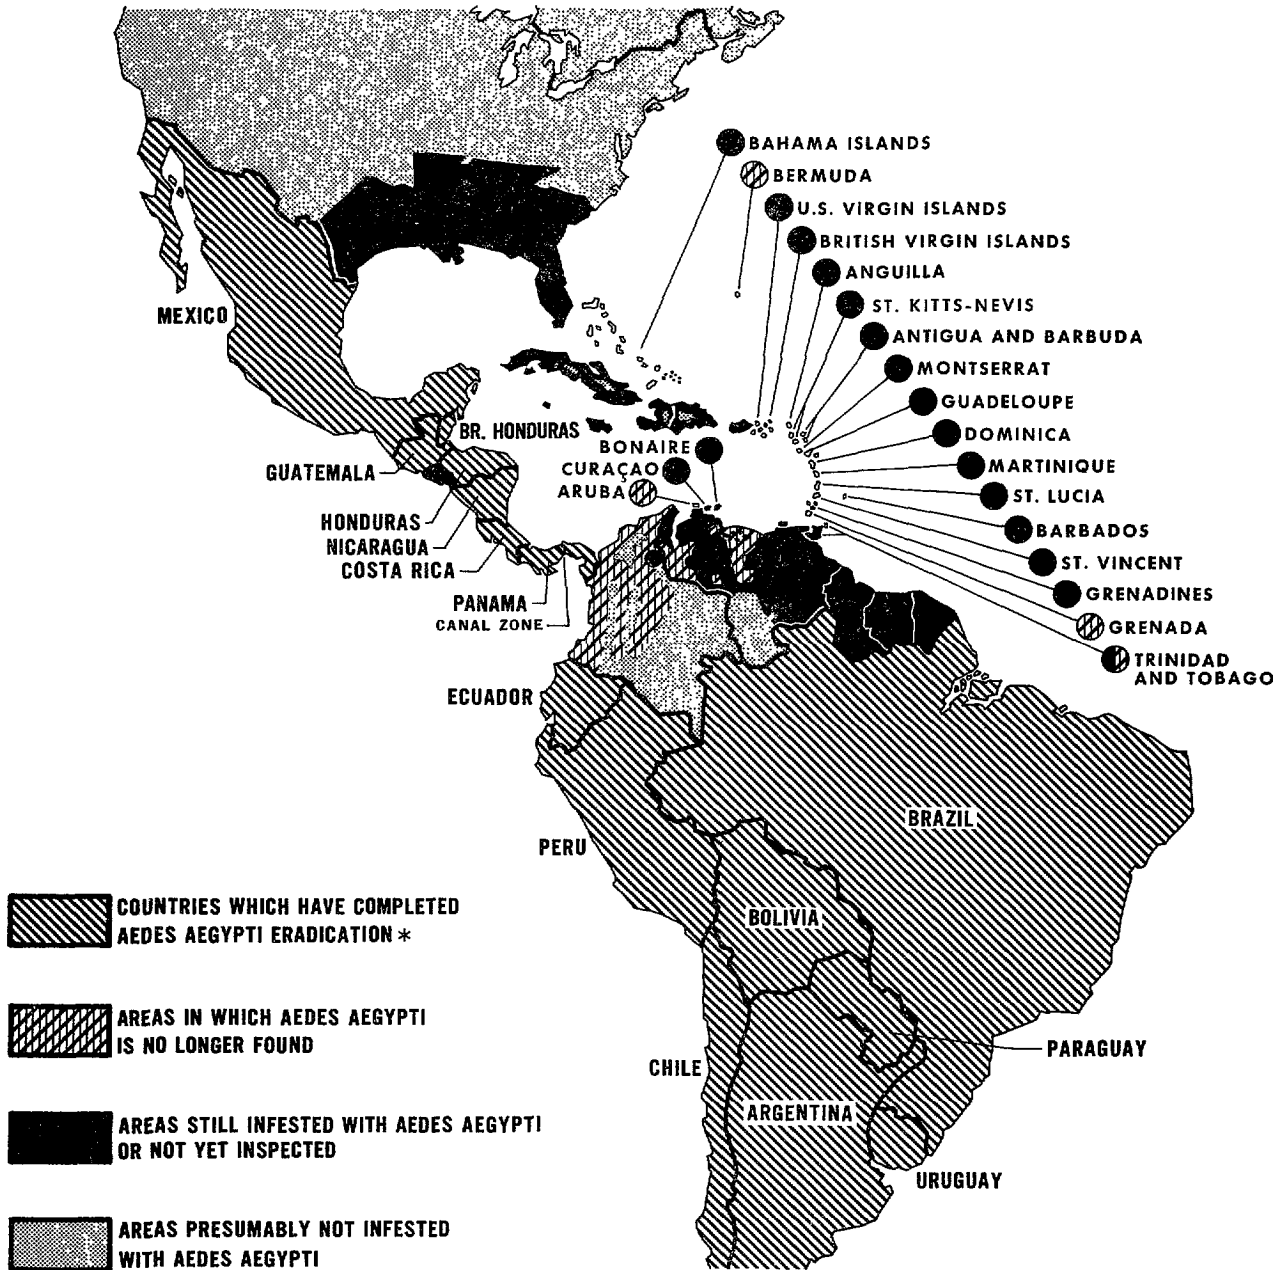 BAHAMA ISLANDS
BERMUDA
U.S. VIRGIN ISLANDS
BRITISH VIRGIN ISLANDS
ANGUILLA
ST. KITTS-NEVIS
ANTIGUA AND BARBUDA
MONTSERRAT
GUADELOUPE
DOMINICA
MARTINIQUE
ST. LUCIA
BARBADOS
ST. VINCENT
GRENADINES
GRENADA
TRINIDAD
AND TOBAGO
MEXICO
BR. HONDURAS
BONAIRE
CURAÇAO
ARUBA
GUATEMALA
HONDURAS
NICARAGUA
COSTA RICA
PANAMA
CANAL ZONE
ECUADOR
PERU
BRAZIL
BOLIVIA
CHILE
PARAGUAY
ARGENTINA
URUGUAY
COUNTRIES WHICH HAVE COMPLETED
AEDES AEGYPTI ERADICATION *
AREAS IN WHICH AEDES AEGYPTI
IS NO LONGER FOUND
AREAS STILL INFESTED WITH AEDES AEGYPTI
OR NOT YET INSPECTED
AREAS PRESUMABLY NOT INFESTED
WITH AEDES AEGYPTI